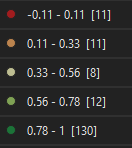 -0.11 - 0.11 [11]
0.11 - 0.33 [11]
0.33 - 0.56 [8]
0.56 - 0.78 [12]
0.78 - 1 [130]